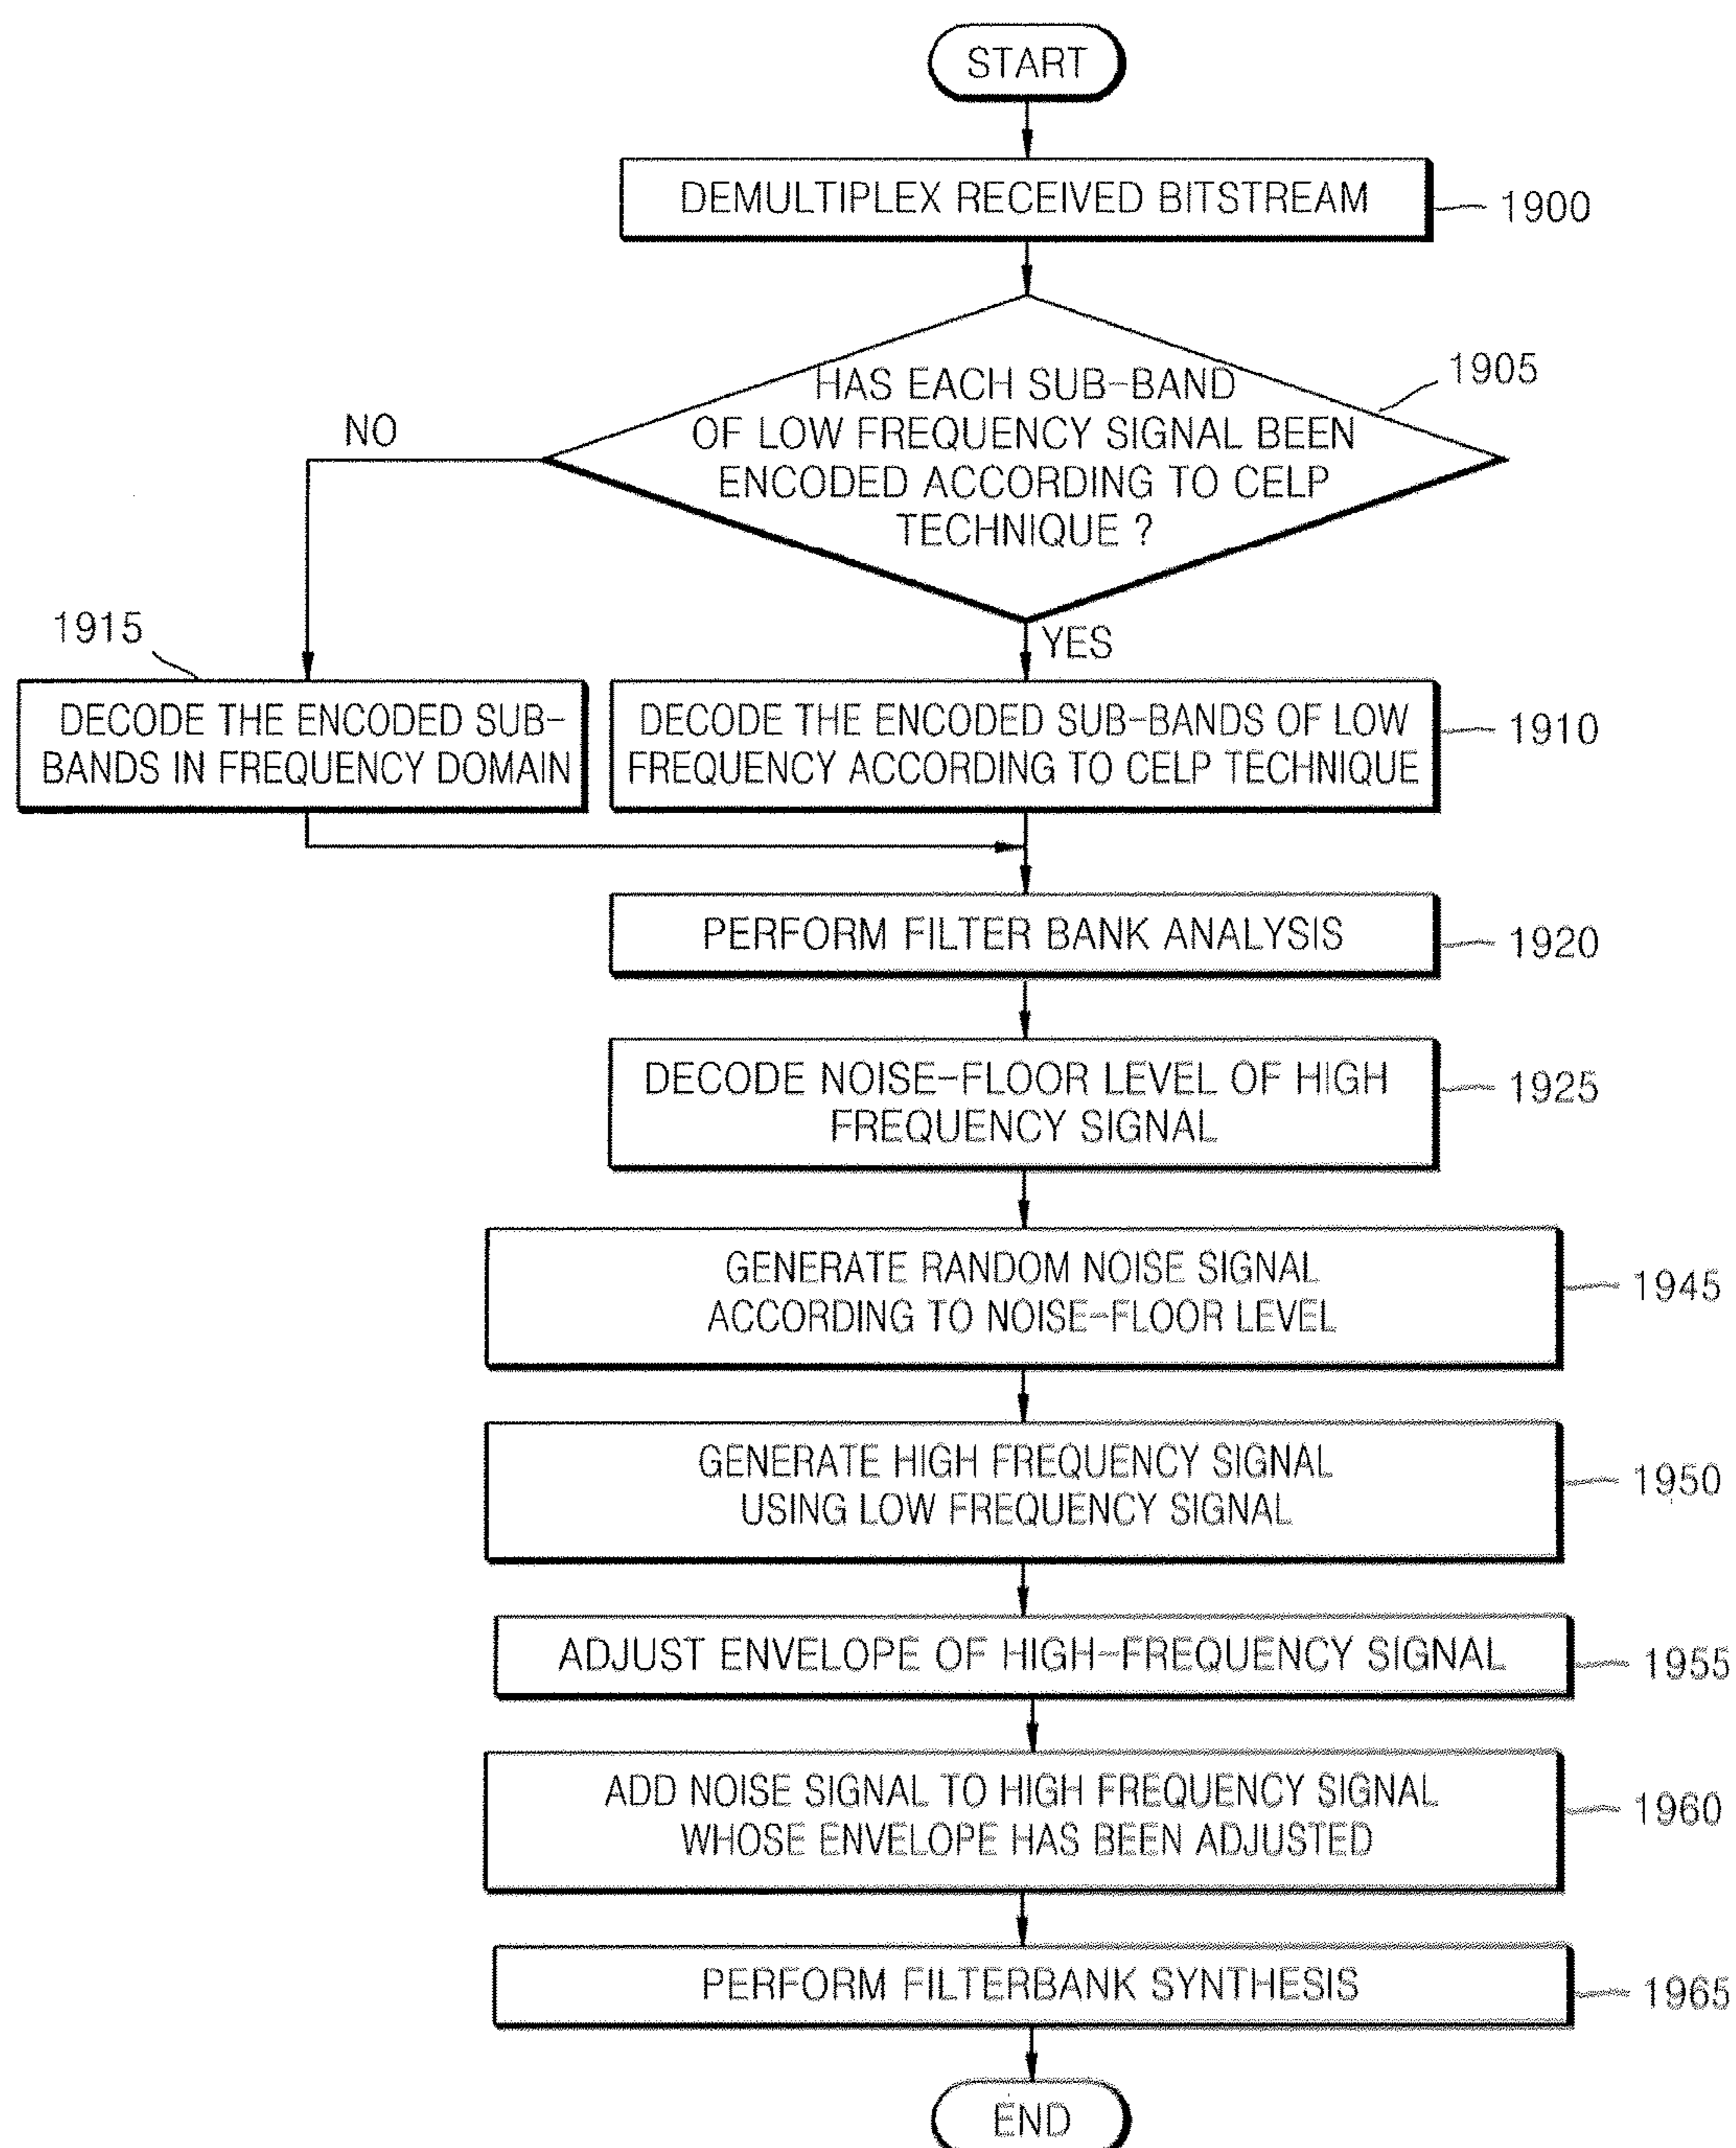 START
DEMULTIPLEX RECEIVED BITSTREAM
1900
HAS EACH SUB-BAND
OF LOW FREQUENCY SIGNAL BEEN
ENCODED ACCORDING TO CELP
TECHNIQUE ?
1905
NO
YES
1915
DECODE THE ENCODED SUB-
BANDS IN FREQUENCY DOMAIN
DECODE THE ENCODED SUB-BANDS OF LOW
FREQUENCY ACCORDING TO CELP TECHNIQUE
1910
PERFORM FILTER BANK ANALYSIS
1920
DECODE NOISE-FLOOR LEVEL OF HIGH
FREQUENCY SIGNAL
1925
GENERATE RANDOM NOISE SIGNAL
ACCORDING TO NOISE-FLOOR LEVEL
1945
GENERATE HIGH FREQUENCY SIGNAL
USING LOW FREQUENCY SIGNAL
1950
ADJUST ENVELOPE OF HIGH-FREQUENCY SIGNAL
1955
ADD NOISE SIGNAL TO HIGH FREQUENCY SIGNAL
WHOSE ENVELOPE HAS BEEN ADJUSTED
1960
PERFORM FILTERBANK SYNTHESIS
1965
END